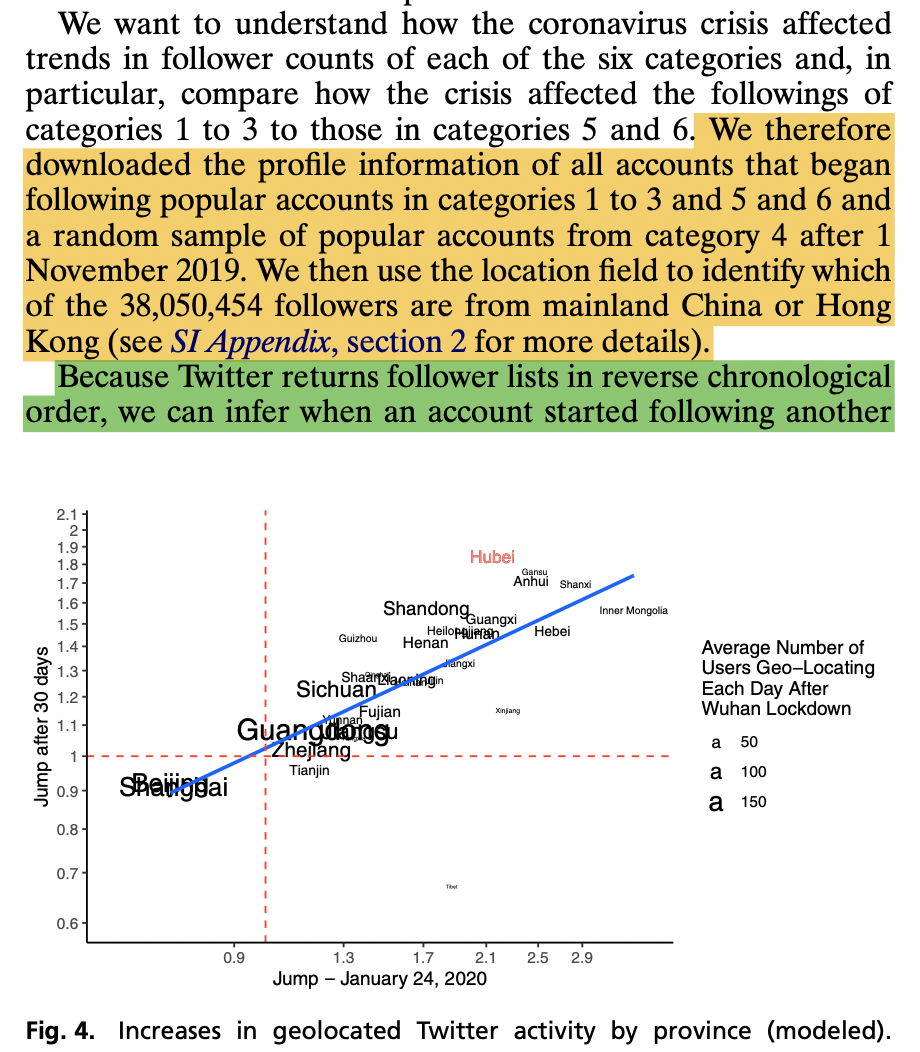 We want to understand how the coronavirus crisis affected
trends in follower counts of each of the six categories and, in
particular, compare how the crisis affected the followings of
categories 1 to 3 to those in categories 5 and 6. We therefore
downloaded the profile information of all accounts that began
following popular accounts in categories 1 to 3 and 5 and 6 and
a random sample of popular accounts from category 4 after 1
November 2019. We then use the location field to identify which
of the 38,050,454 followers are from mainland China or Hong
Kong (see SI Appendix, section 2 for more details).
Because Twitter returns follower lists in reverse chronological
order, we can infer when an account started following another
Jump after 30 days
2.1
2
1.9
1.8
1.7
1.6
1.5
1.4
1.3
1.2
1.1
1
0.9
0.8
0.7
0.6
Hubei
Gansu
Anhui
Shanxi
Inner Mongolia
Shandong
Guangxi
Heilongjiang
Hunan
Hebei
Guizhou
Henan
Jiangxi
Shaanxi
Liaoning
Sichuan
Xinjiang
Fujian
Yunnan
Guangdong
Jiangsu
Zhejiang
Tianjin
Beijing
Shanghai
Tibet
0.9
1.3
1.7
2.1
2.5
2.9
Jump – January 24, 2020
Average Number of
Users Geo–Locating
Each Day After
Wuhan Lockdown
a 50
a 100
a 150
Fig. 4. Increases in geolocated Twitter activity by province (modeled).